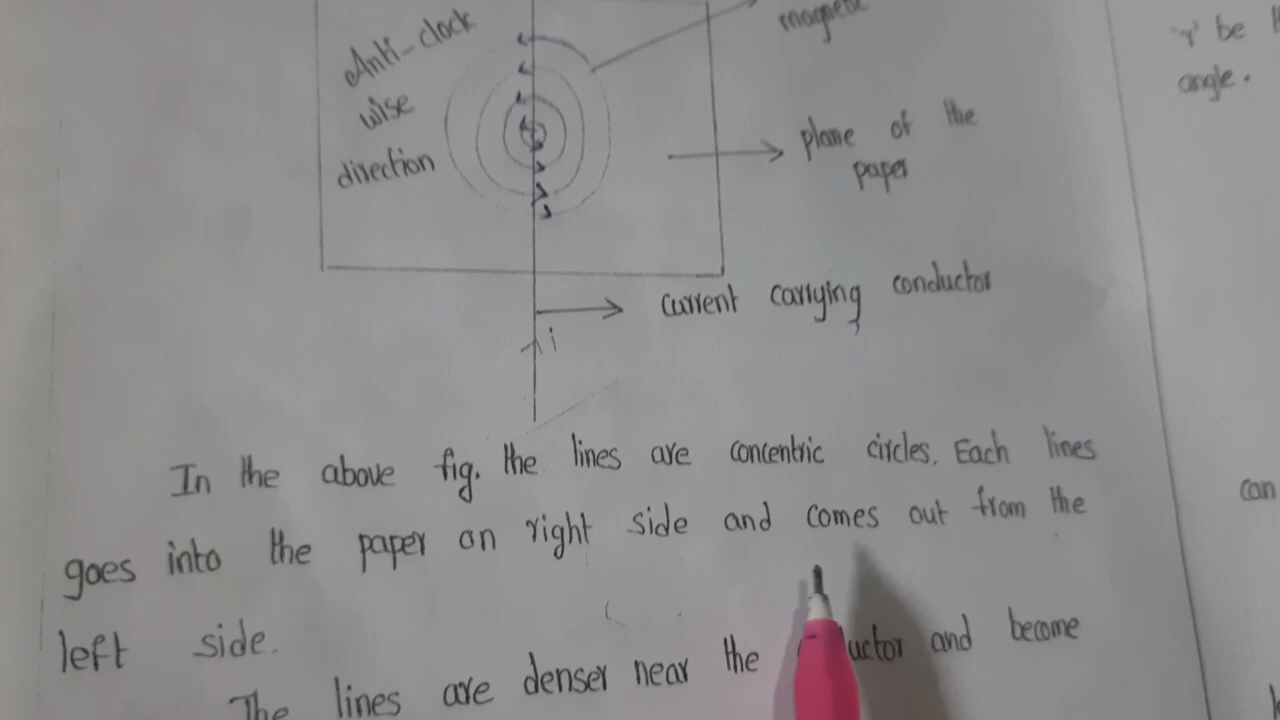 Anti-clock
wise
direction
magnetic
plane of the
paper
current carrying conductor
i
In the above fig. the lines are concentric circles. Each lines
goes into the paper on right side and comes out from the
left side.
The lines are denser near the and become
'r' be
angle.
can